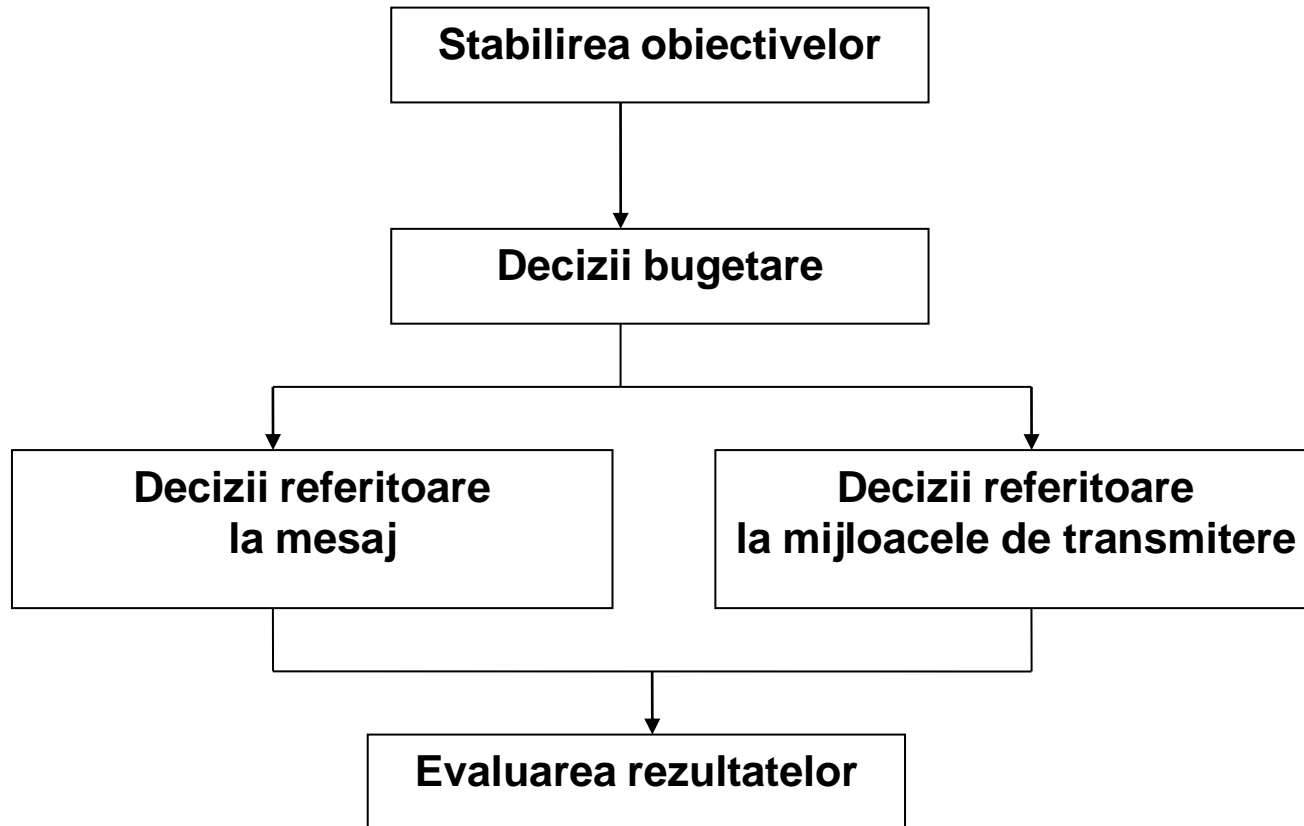 Stabilirea obiectivelor
Decizii bugetare
Decizii referitoare
la mesaj
Decizii referitoare
la mijloacele de transmitere
Evaluarea rezultatelor